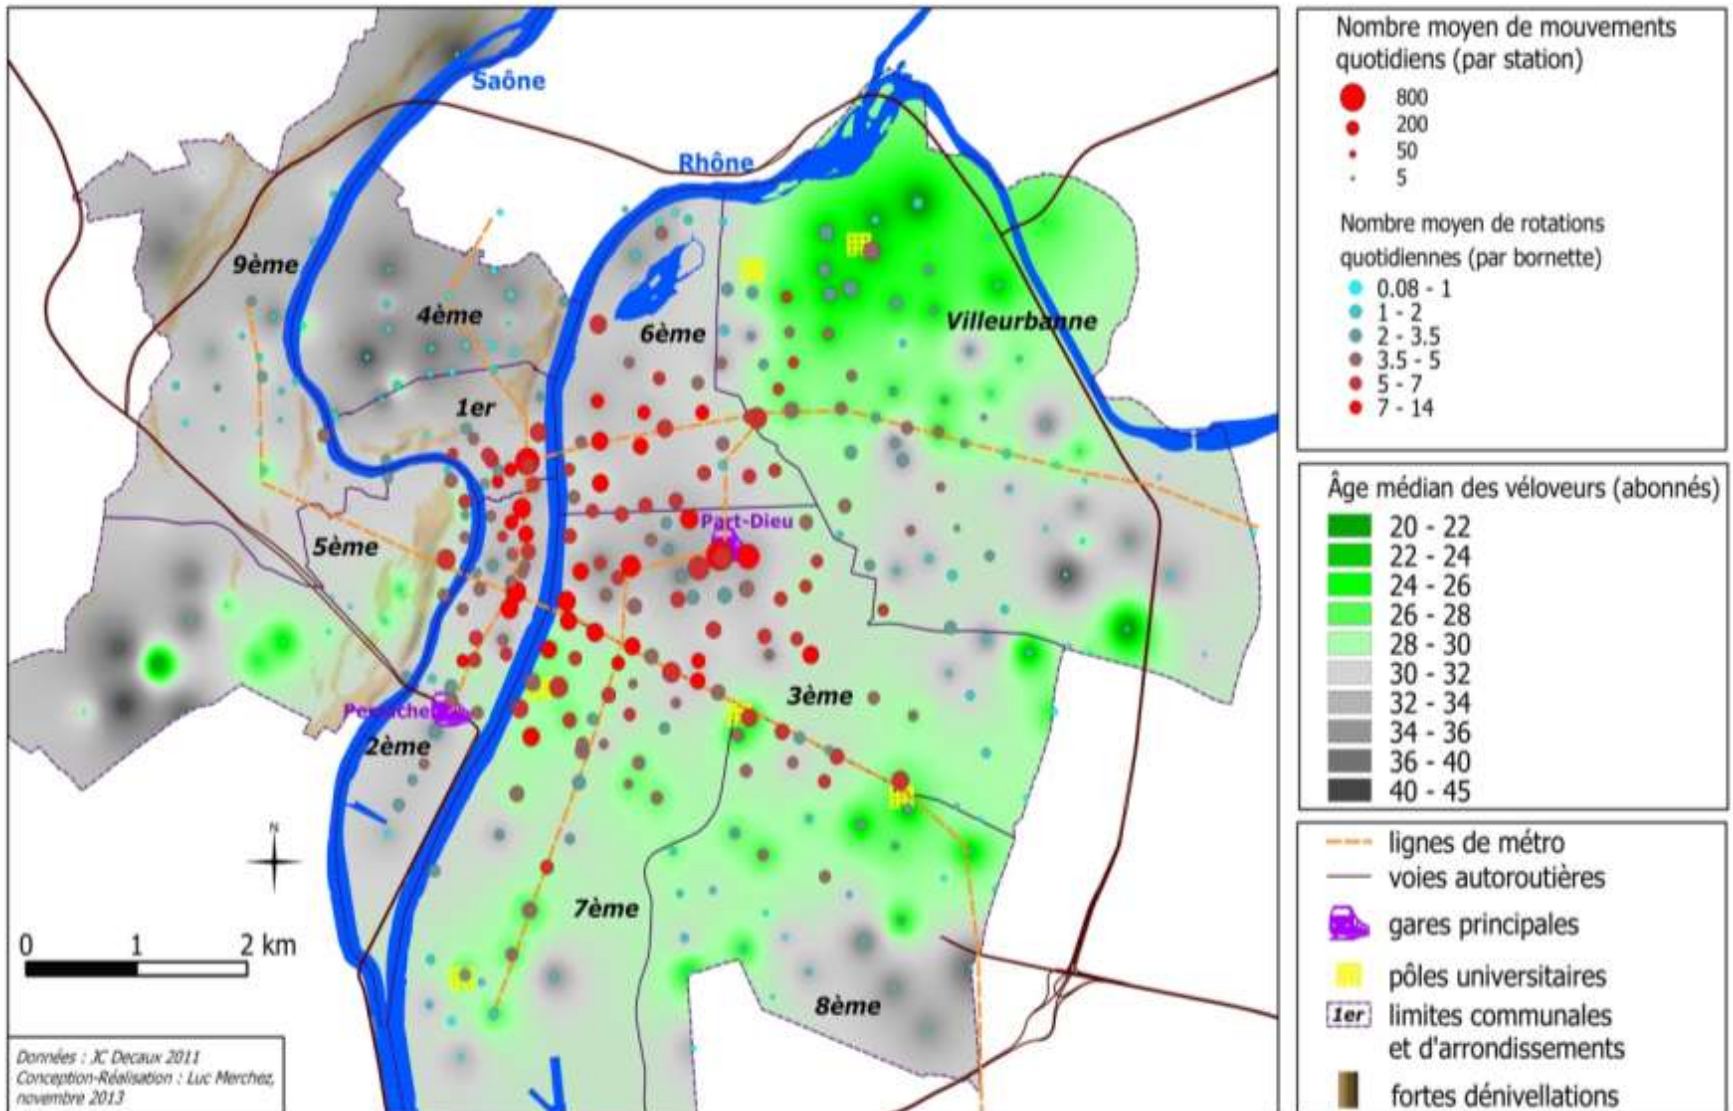 Saône
Rhône
9ème
4ème
6ème
Villeurbanne
1er
Part-Dieu
5ème
3ème
Perrache
2ème
7ème
8ème
N
0 1 2 km
Données : JC Decaux 2011
Conception-Réalisation : Luc Merchez,
novembre 2013
Nombre moyen de mouvements
quotidiens (par station)
800
200
50
5
Nombre moyen de rotations
quotidiennes (par bornette)
0.08 - 1
1 - 2
2 - 3.5
3.5 - 5
5 - 7
7 - 14
Âge médian des véloveurs (abonnés)
20 - 22
22 - 24
24 - 26
26 - 28
28 - 30
30 - 32
32 - 34
34 - 36
36 - 40
40 - 45
lignes de métro
voies autoroutières
gares principales
pôles universitaires
1er limites communales
et d'arrondissements
fortes dénivellations